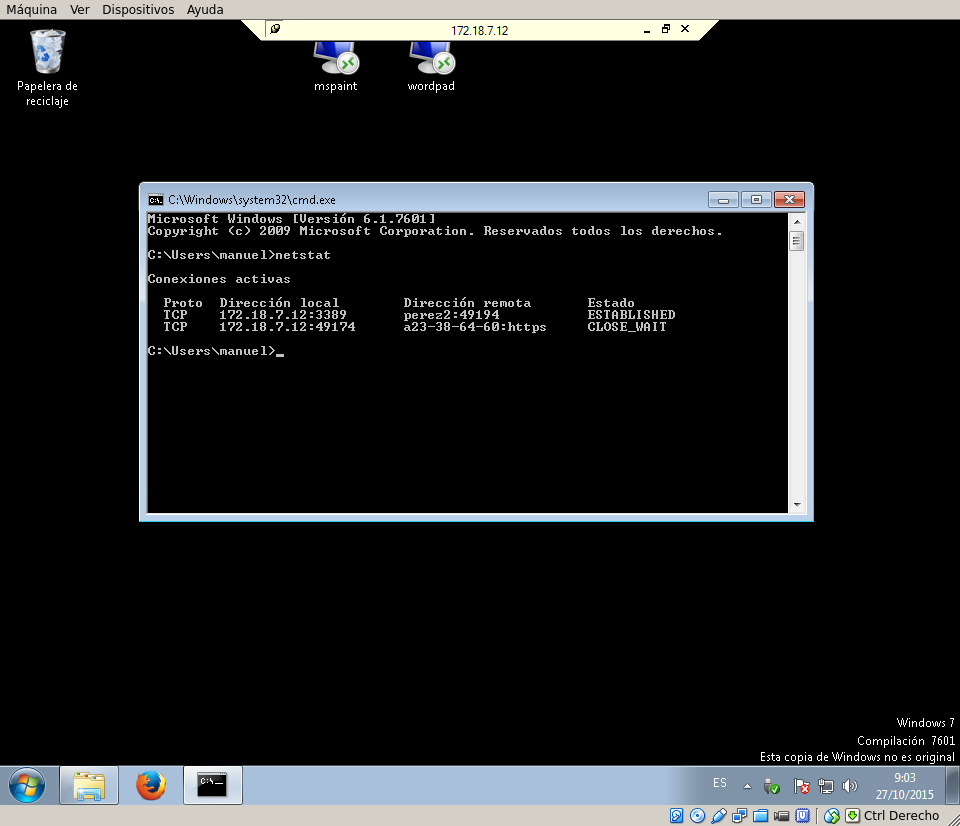 Máquina Ver Dispositivos Ayuda
172.18.7.12
Papelera de
reciclaje
mspaint
wordpad
C:\Windows\system32\cmd.exe
Microsoft Windows [Versión 6.1.7601]
Copyright (c) 2009 Microsoft Corporation. Reservados todos los derechos.
C:\Users\manuel>netstat
Conexiones activas
Proto Dirección local Dirección remota Estado
TCP 172.18.7.12:3389 perez2:49194 ESTABLISHED
TCP 172.18.7.12:49174 a23-38-64-60:https CLOSE_WAIT
C:\Users\manuel>_
Windows 7
Compilación 7601
Esta copia de Windows no es original
C:\
ES
9:03
27/10/2015
Ctrl Derecho